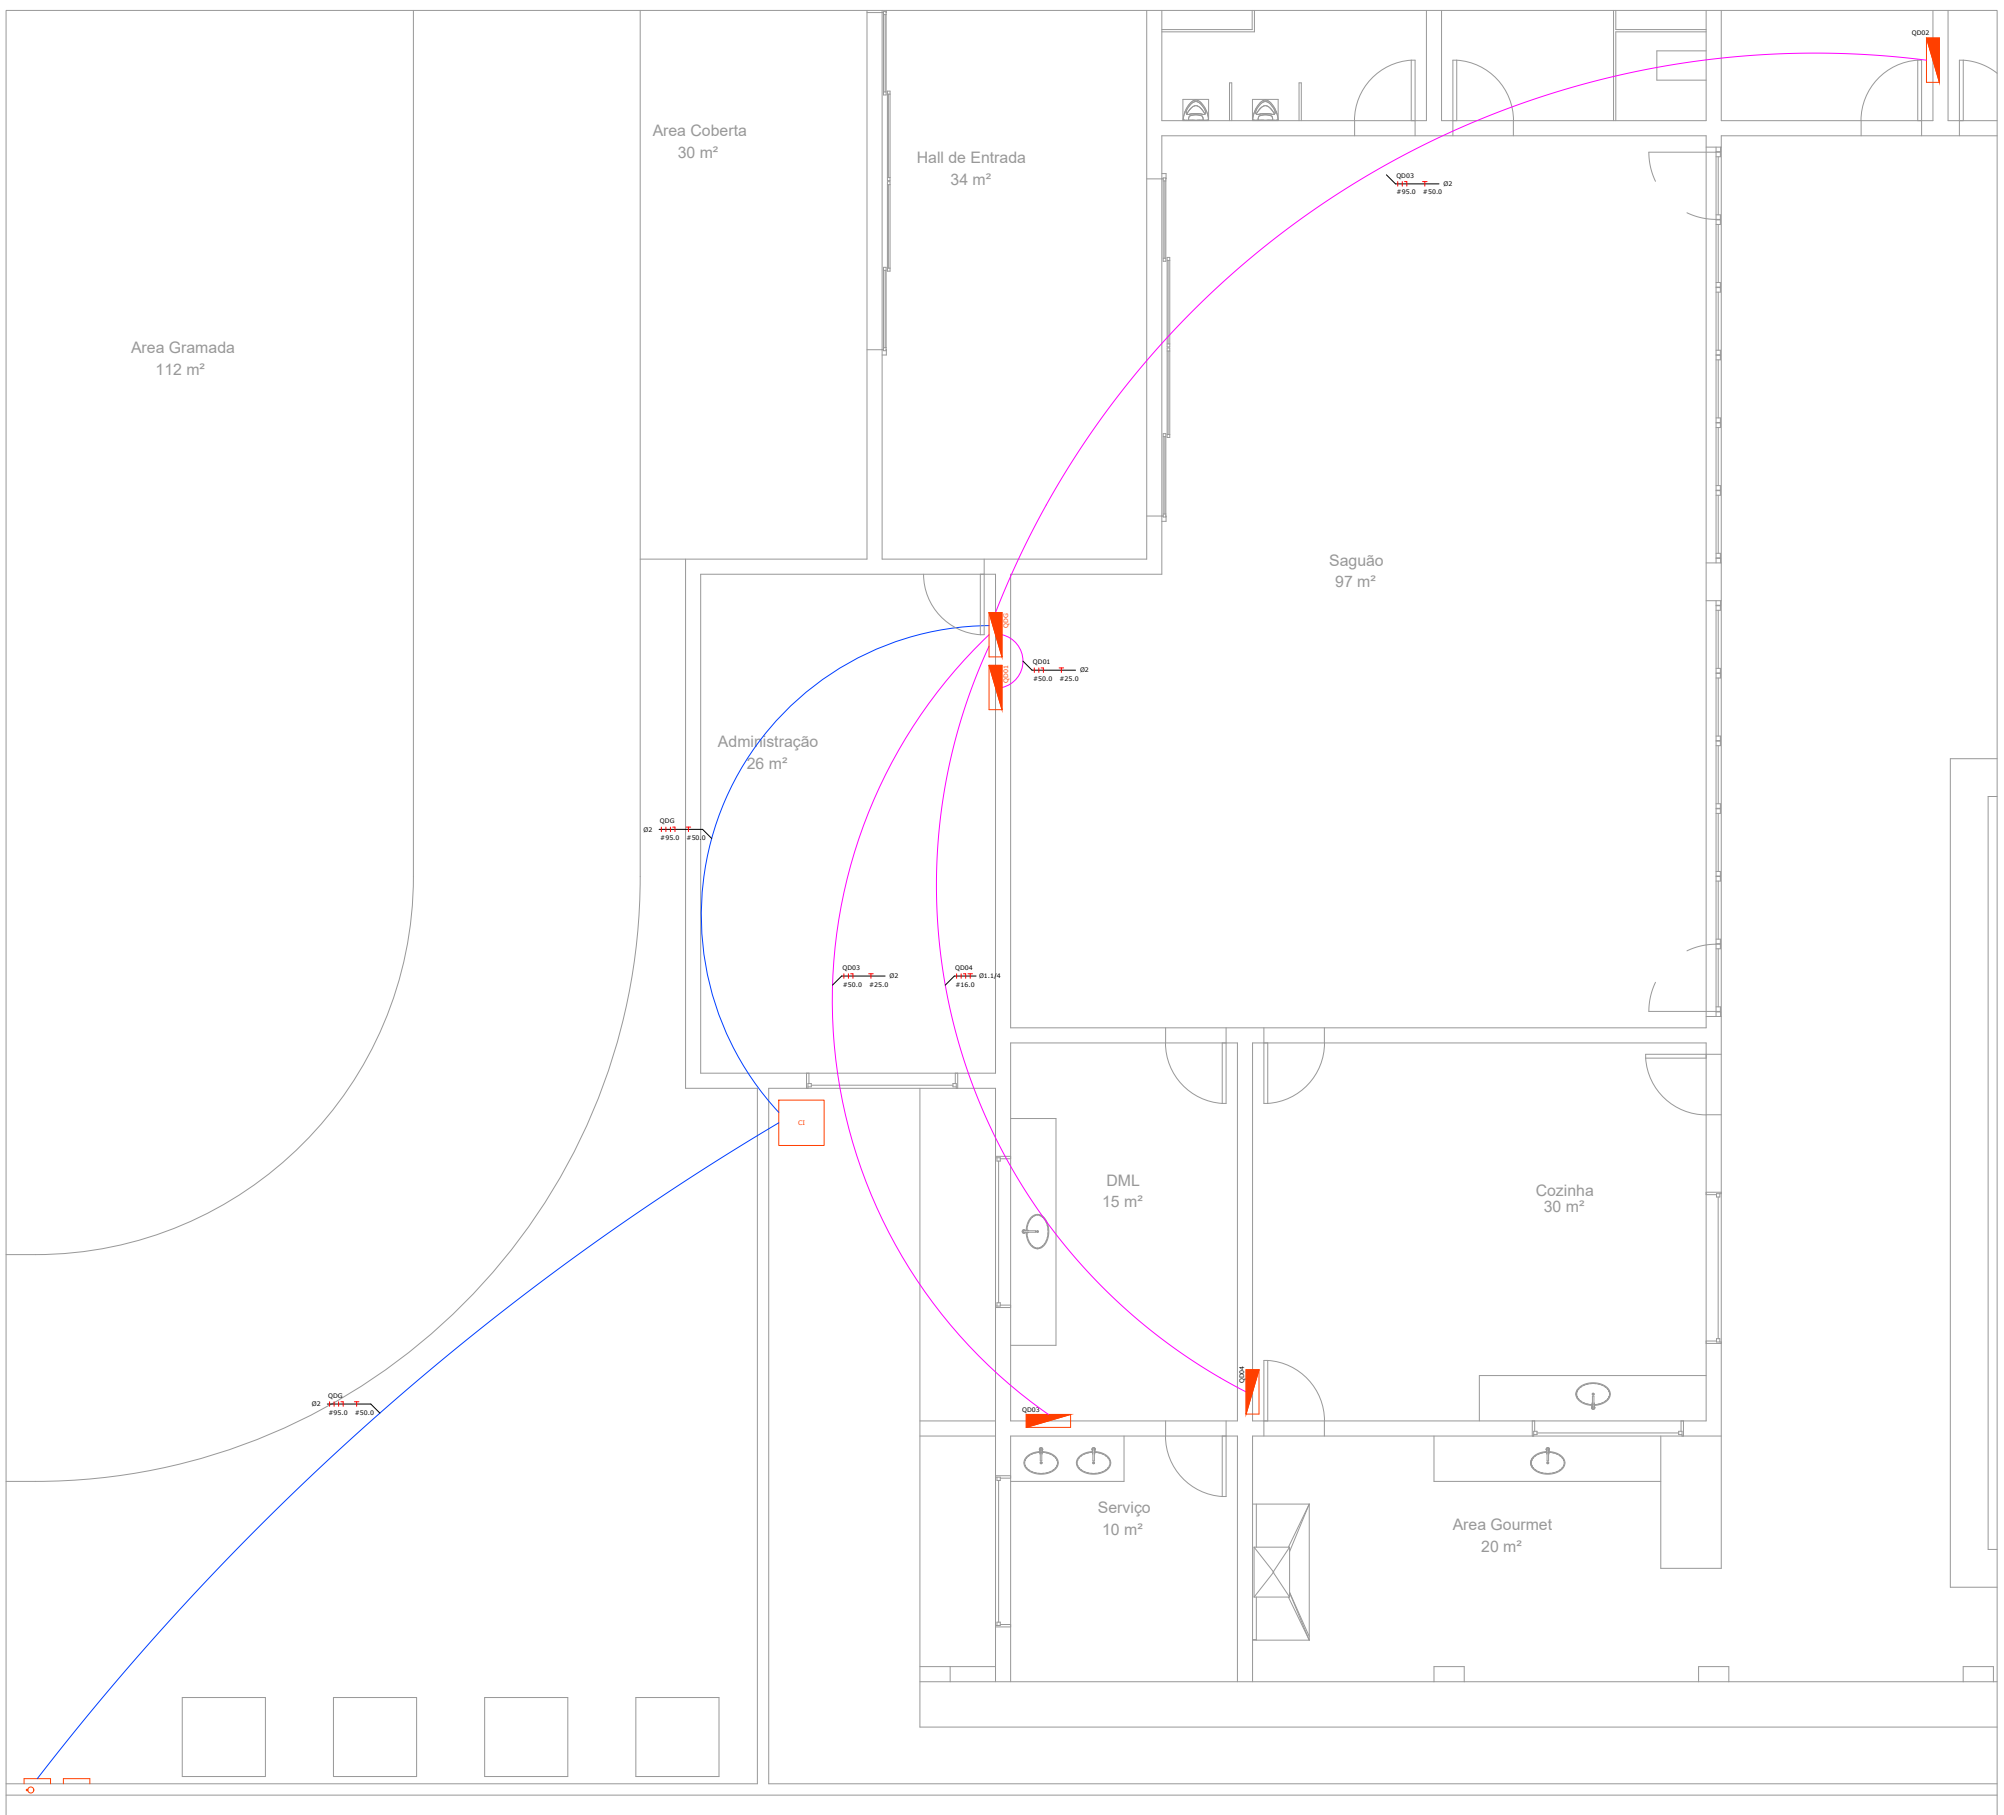 QD02
Area Coberta
30 m²
Hall de Entrada
34 m²
QD03
Ø2
#95.0 #50.0
Area Gramada
112 m²
Saguão
97 m²
QDG
QD01
QD01
Ø2
#50.0 #25.0
Administração
26 m²
QDG
Ø2
#95.0 #50.0
QD03
Ø2
#50.0 #25.0
QD04
Ø1.1/4
#16.0
CI
DML
15 m²
Cozinha
30 m²
QDG
Ø2
#95.0 #50.0
QD03
QD04
Serviço
10 m²
Area Gourmet
20 m²